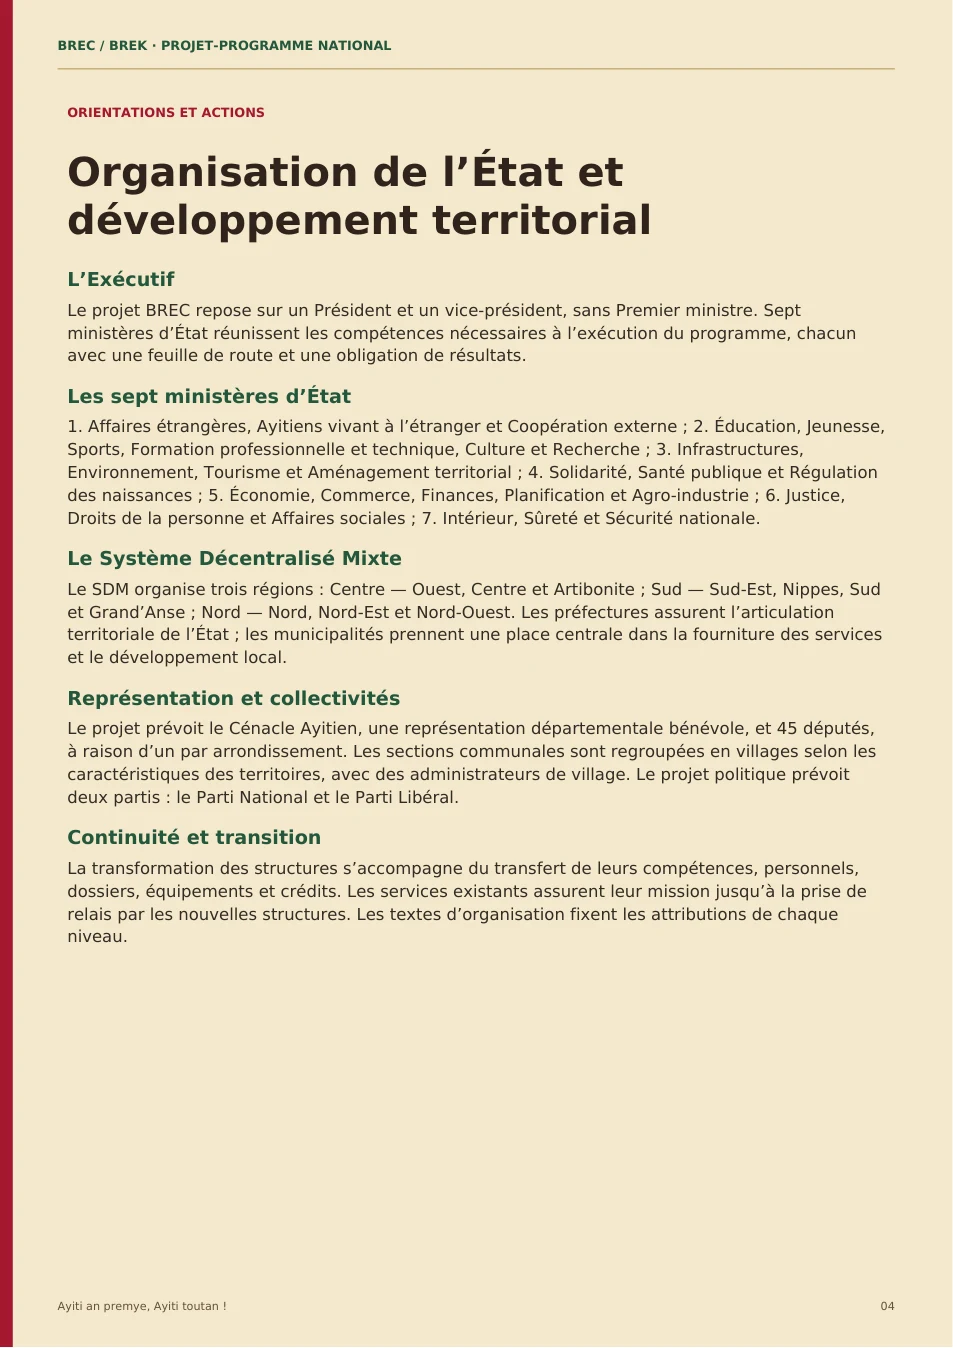 BREC / BREK · PROJET-PROGRAMME NATIONAL
ORIENTATIONS ET ACTIONS
Organisation de l’État et
développement territorial
L’Exécutif
Le projet BREC repose sur un Président et un vice-président, sans Premier ministre. Sept
ministères d’État réunissent les compétences nécessaires à l’exécution du programme, chacun
avec une feuille de route et une obligation de résultats.
Les sept ministères d’État
1. Affaires étrangères, Ayitiens vivant à l’étranger et Coopération externe ; 2. Éducation, Jeunesse,
Sports, Formation professionnelle et technique, Culture et Recherche ; 3. Infrastructures,
Environnement, Tourisme et Aménagement territorial ; 4. Solidarité, Santé publique et Régulation
des naissances ; 5. Économie, Commerce, Finances, Planification et Agro-industrie ; 6. Justice,
Droits de la personne et Affaires sociales ; 7. Intérieur, Sûreté et Sécurité nationale.
Le Système Décentralisé Mixte
Le SDM organise trois régions : Centre — Ouest, Centre et Artibonite ; Sud — Sud-Est, Nippes, Sud
et Grand’Anse ; Nord — Nord, Nord-Est et Nord-Ouest. Les préfectures assurent l’articulation
territoriale de l’État ; les municipalités prennent une place centrale dans la fourniture des services
et le développement local.
Représentation et collectivités
Le projet prévoit le Cénacle Ayitien, une représentation départementale bénévole, et 45 députés,
à raison d’un par arrondissement. Les sections communales sont regroupées en villages selon les
caractéristiques des territoires, avec des administrateurs de village. Le projet politique prévoit
deux partis : le Parti National et le Parti Libéral.
Continuité et transition
La transformation des structures s’accompagne du transfert de leurs compétences, personnels,
dossiers, équipements et crédits. Les services existants assurent leur mission jusqu’à la prise de
relais par les nouvelles structures. Les textes d’organisation fixent les attributions de chaque
niveau.
Ayiti an premye, Ayiti toutan !
04